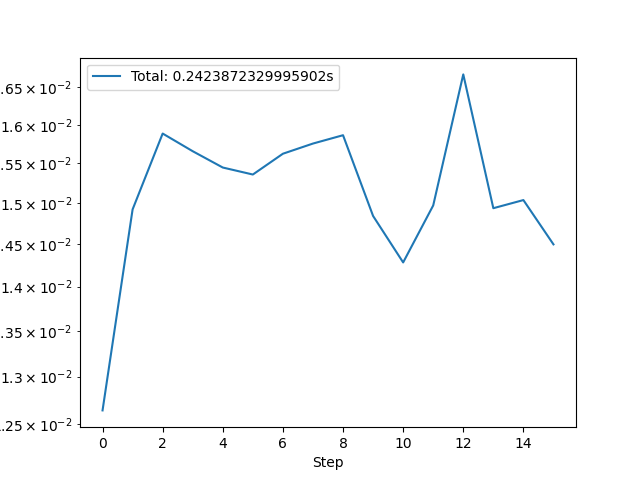 Total: 0.2423872329995902s
.65 × 10⁻²
1.6 × 10⁻²
.55 × 10⁻²
1.5 × 10⁻²
.45 × 10⁻²
1.4 × 10⁻²
.35 × 10⁻²
1.3 × 10⁻²
.25 × 10⁻²
0 2 4 6 8 10 12 14
Step